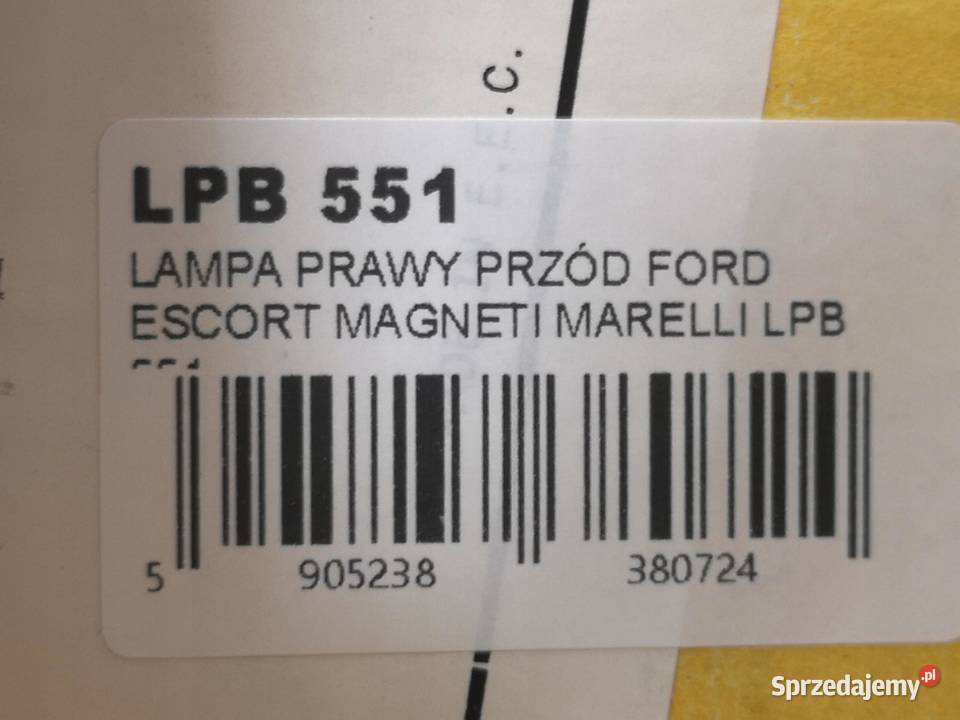 .C.
LPB 551
LAMPA PRAWY PRZÓD FORD
ESCORT MAGNETI MARELLI LPB
5 905238 380724
Sprzedajemy.pl